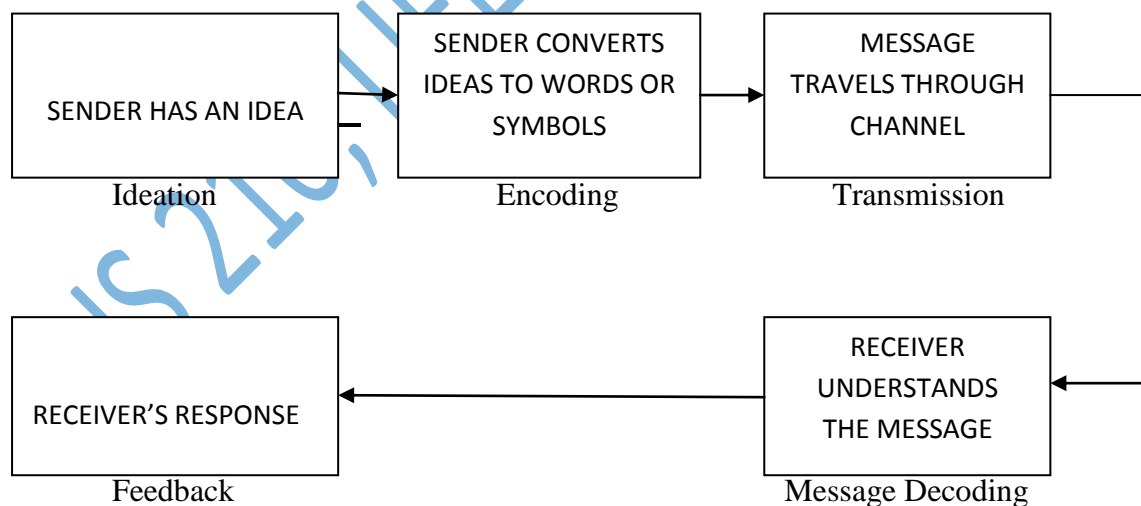 SENDER HAS AN IDEA
Ideation
SENDER CONVERTS
IDEAS TO WORDS OR
SYMBOLS
Encoding
MESSAGE
TRAVELS THROUGH
CHANNEL
Transmission
RECEIVER
UNDERSTANDS
THE MESSAGE
Message Decoding
RECEIVER’S RESPONSE
Feedback